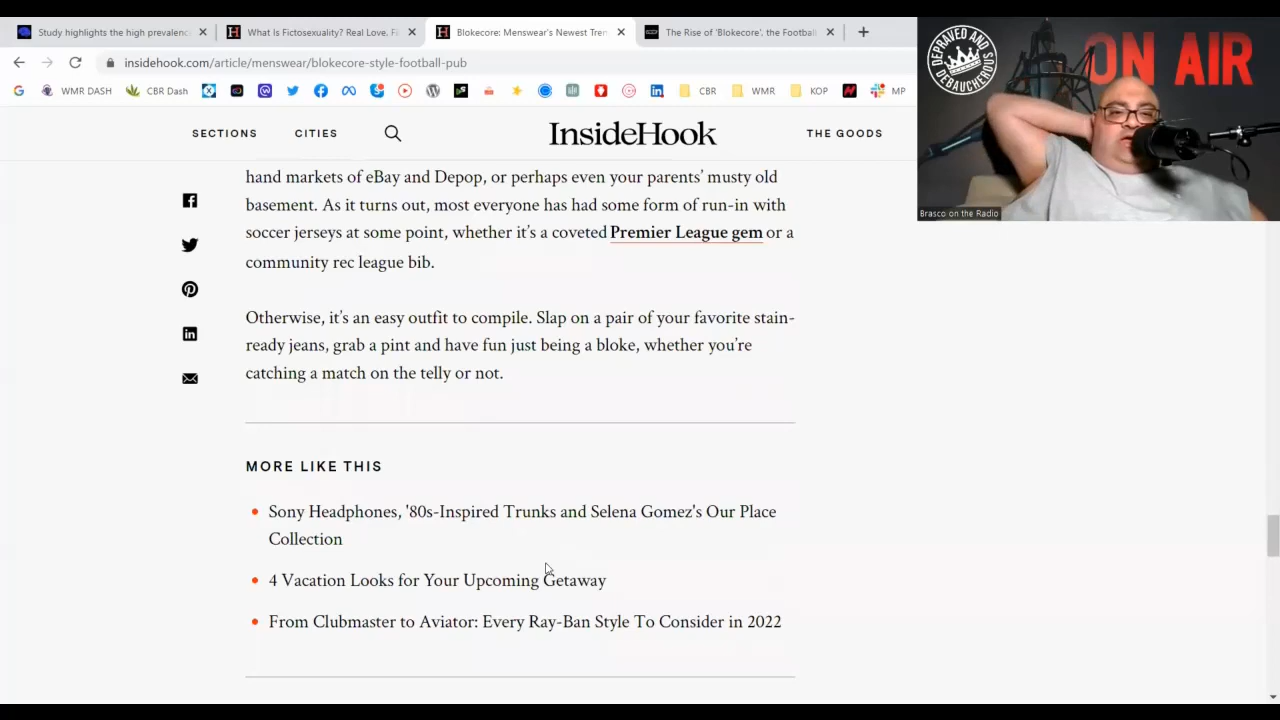 Study highlights the high prevalenc
What Is Fictosexuality? Real Love, Fi
Blokecore: Menswear's Newest Tren
The Rise of 'Blokecore', the Football
insidehook.com/article/menswear/blokecore-style-football-pub
WMR DASH
CBR Dash
CBR
WMR
KOP
MP
DEPRAVED AND
DEBAUCHEROUS
ON AIR
Brasco on the Radio
SECTIONS
CITIES
InsideHook
THE GOODS
hand markets of eBay and Depop, or perhaps even your parents’ musty old
basement. As it turns out, most everyone has had some form of run-in with
soccer jerseys at some point, whether it’s a coveted Premier League gem or a
community rec league bib.
Otherwise, it’s an easy outfit to compile. Slap on a pair of your favorite stain-
ready jeans, grab a pint and have fun just being a bloke, whether you’re
catching a match on the telly or not.
MORE LIKE THIS
Sony Headphones, '80s-Inspired Trunks and Selena Gomez's Our Place
Collection
4 Vacation Looks for Your Upcoming Getaway
From Clubmaster to Aviator: Every Ray-Ban Style To Consider in 2022